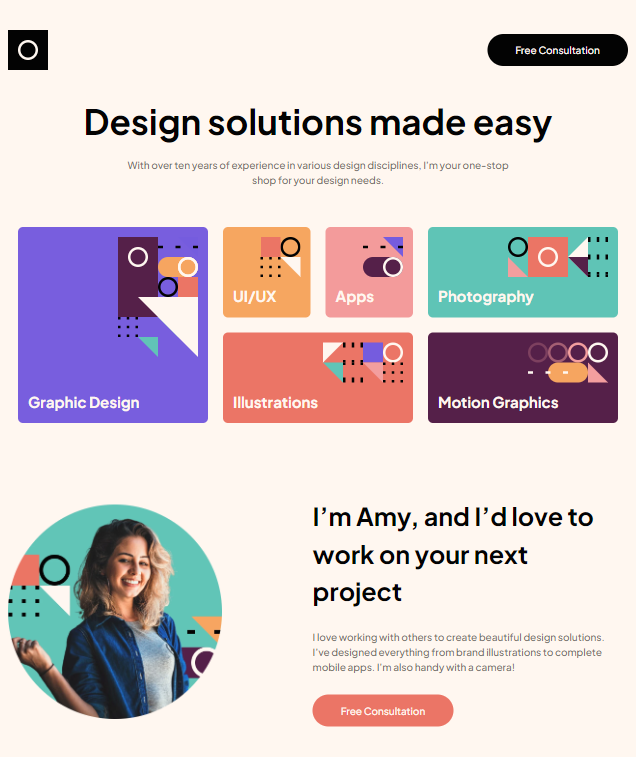 Free Consultation
Design solutions made easy
With over ten years of experience in various design disciplines, I'm your one-stop
shop for your design needs.
Graphic Design
UI/UX
Apps
Photography
Illustrations
Motion Graphics
I’m Amy, and I’d love to
work on your next
project
I love working with others to create beautiful design solutions.
I've designed everything from brand illustrations to complete
mobile apps. I'm also handy with a camera!
Free Consultation